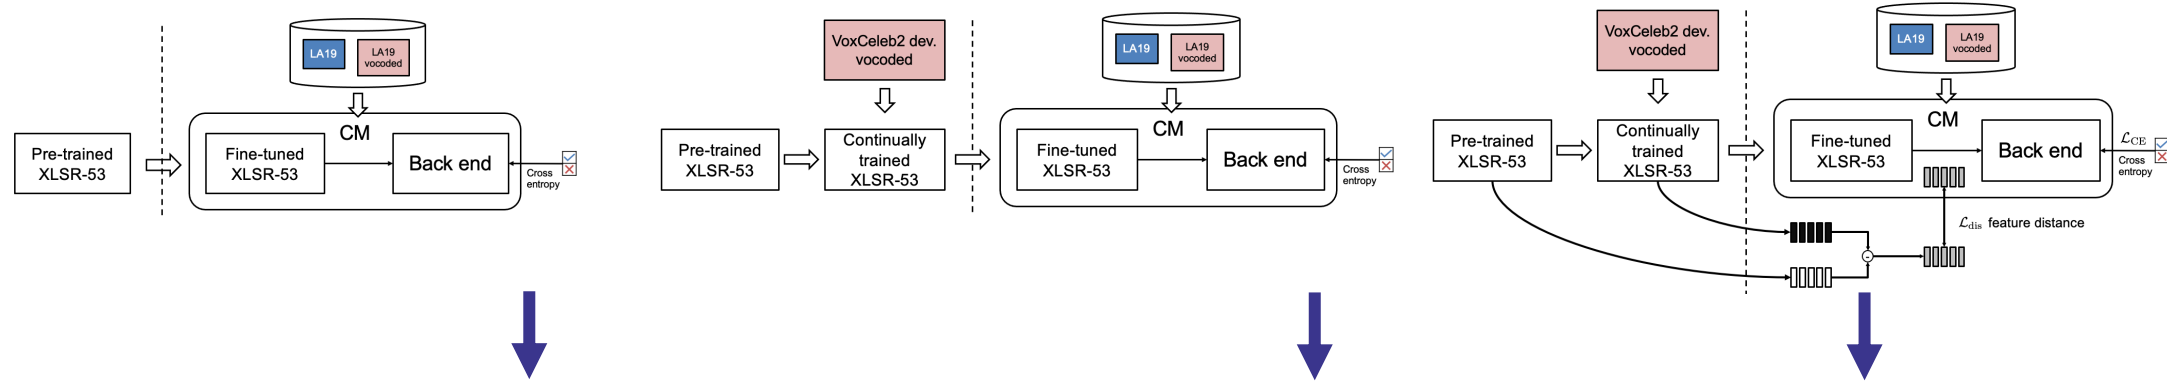 LA19
LA19
vocoded
CM
Pre-trained
XLSR-53
Fine-tuned
XLSR-53
Back end
Cross
entropy
VoxCeleb2 dev.
vocoded
LA19
LA19
vocoded
CM
Pre-trained
XLSR-53
Continually
trained
XLSR-53
Fine-tuned
XLSR-53
Back end
Cross
entropy
VoxCeleb2 dev.
vocoded
LA19
LA19
vocoded
CM
Pre-trained
XLSR-53
Continually
trained
XLSR-53
Fine-tuned
XLSR-53
Back end
ℒCE
Cross
entropy
ℒdis feature distance
-